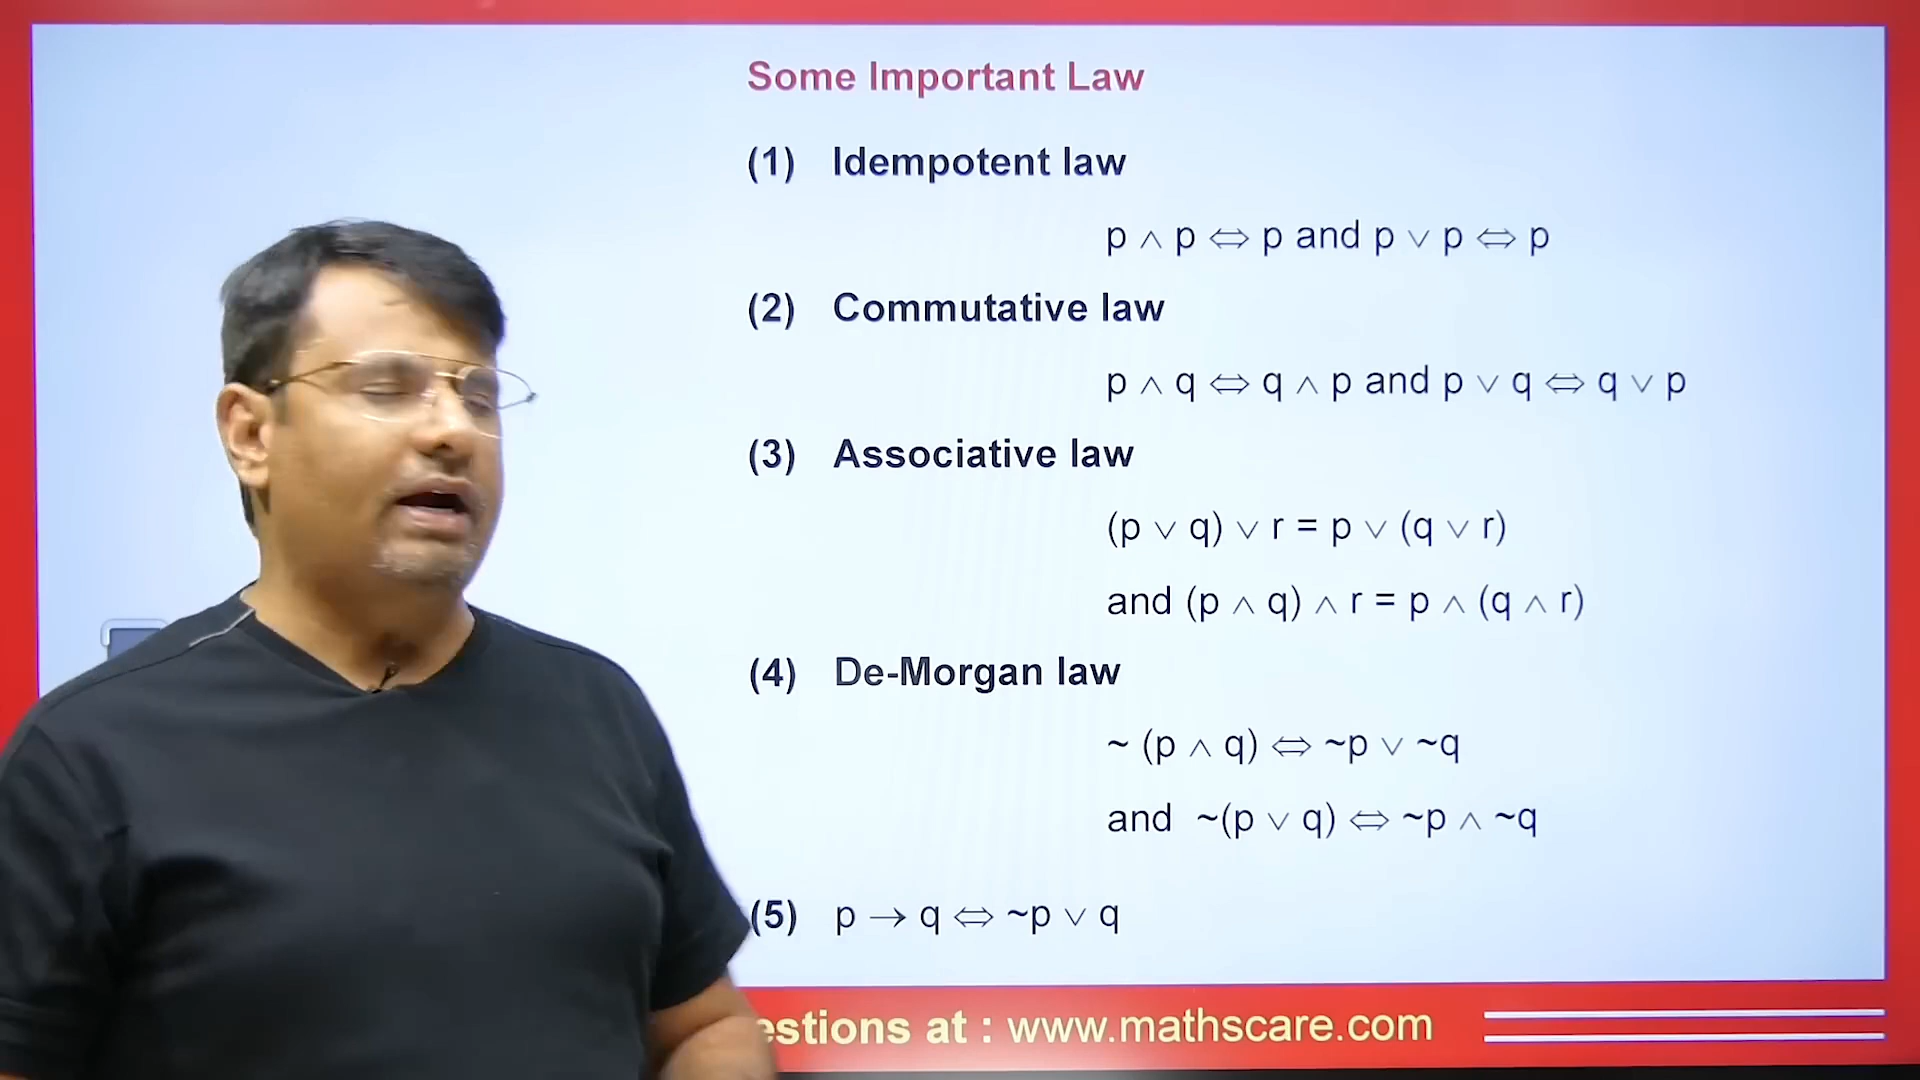 Some Important Law
(1) Idempotent law
p ∧ p ⇔ p and p ∨ p ⇔ p
(2) Commutative law
p ∧ q ⇔ q ∧ p and p ∨ q ⇔ q ∨ p
(3) Associative law
(p ∨ q) ∨ r = p ∨ (q ∨ r)
and (p ∧ q) ∧ r = p ∧ (q ∧ r)
(4) De-Morgan law
~ (p ∧ q) ⇔ ~p ∨ ~q
and ~(p ∨ q) ⇔ ~p ∧ ~q
(5) p → q ⇔ ~p ∨ q
estions at : www.mathscare.com